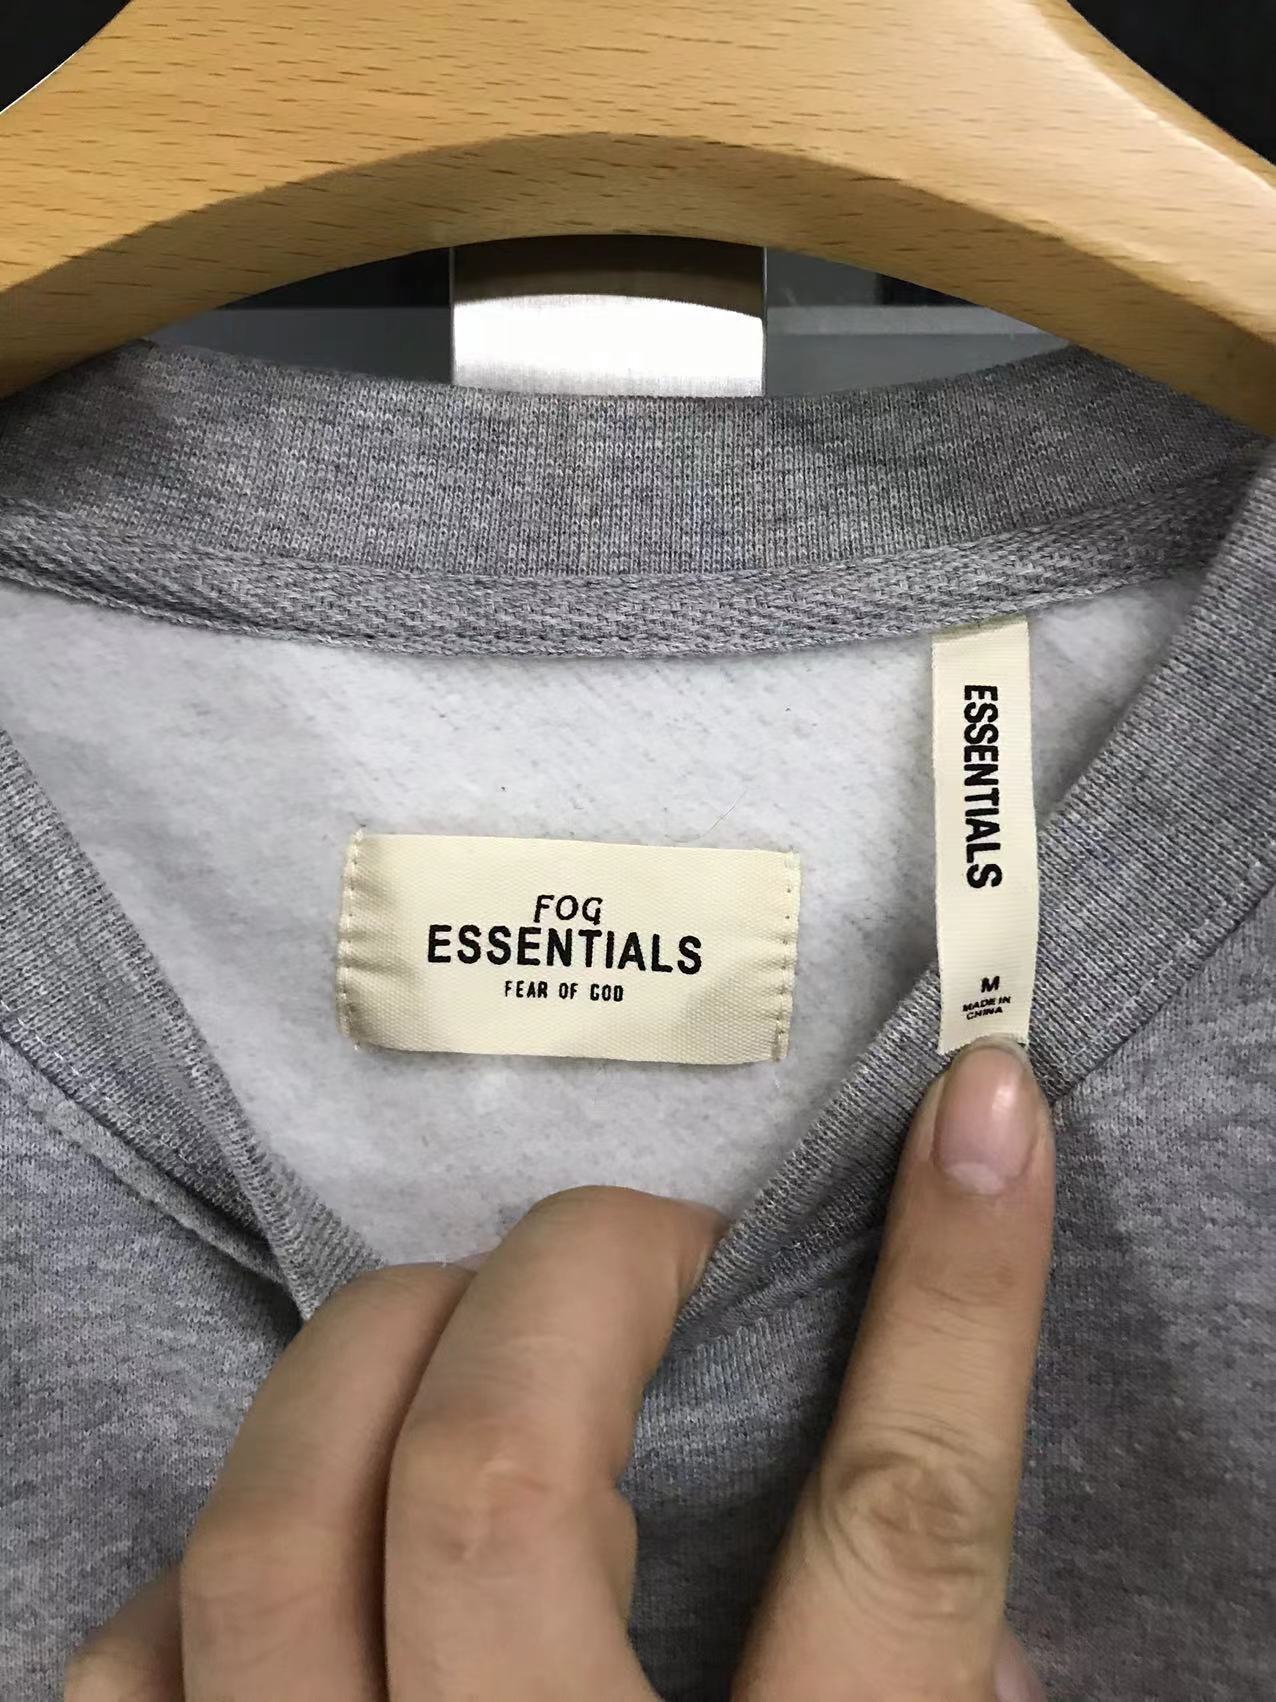 FOG
ESSENTIALS
FEAR OF GOD
ESSENTIALS
M
MADE IN
CHINA